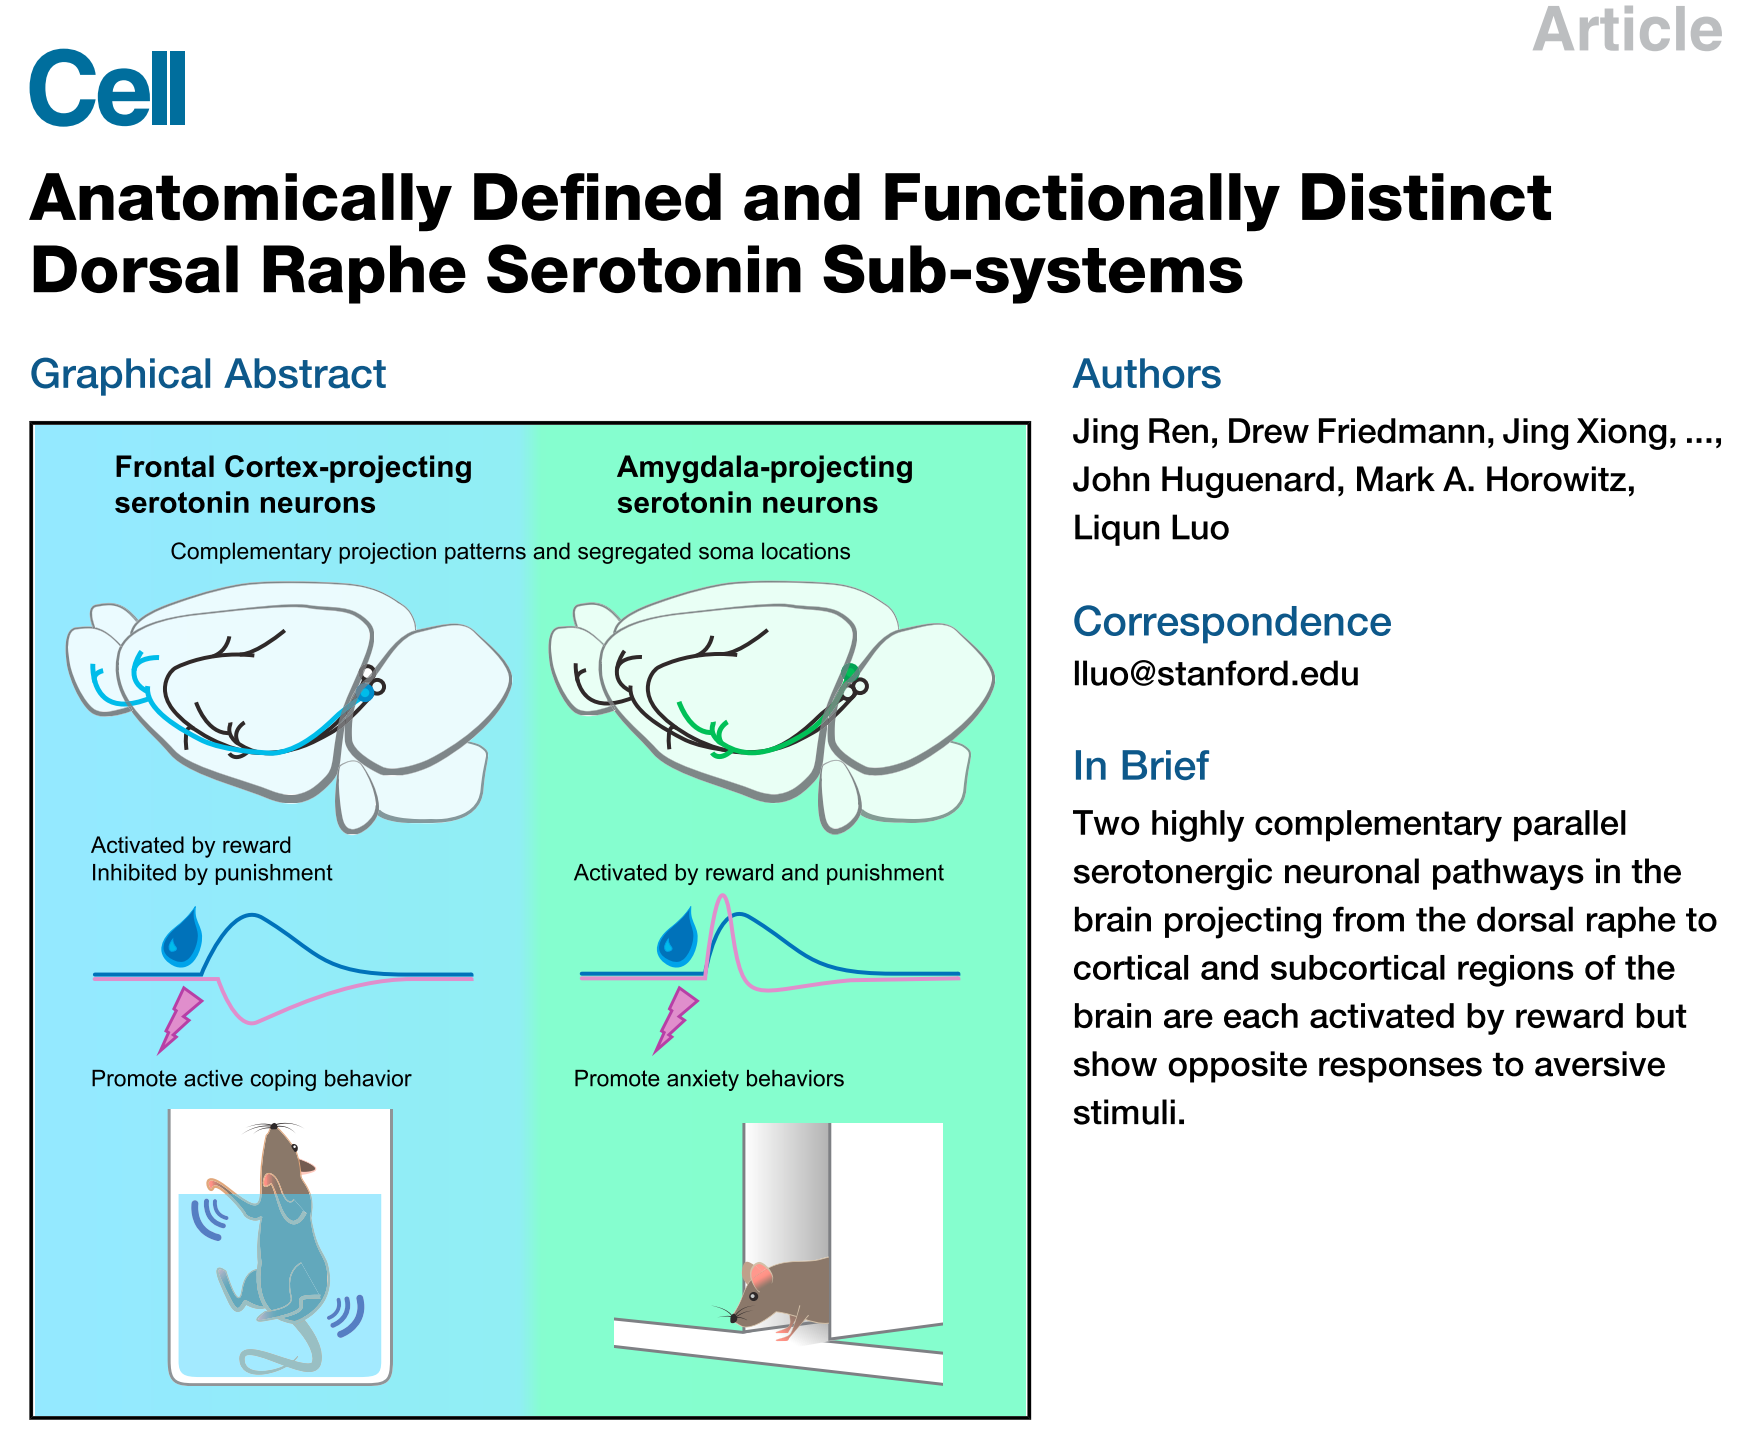 Article
Cell
Anatomically Defined and Functionally Distinct
Dorsal Raphe Serotonin Sub-systems
Graphical Abstract
Frontal Cortex-projecting
serotonin neurons
Amygdala-projecting
serotonin neurons
Complementary projection patterns and segregated soma locations
Activated by reward
Inhibited by punishment
Activated by reward and punishment
Promote active coping behavior
Promote anxiety behaviors
Authors
Jing Ren, Drew Friedmann, Jing Xiong, ...,
John Huguenard, Mark A. Horowitz,
Liqun Luo
Correspondence
lluo@stanford.edu
In Brief
Two highly complementary parallel
serotonergic neuronal pathways in the
brain projecting from the dorsal raphe to
cortical and subcortical regions of the
brain are each activated by reward but
show opposite responses to aversive
stimuli.